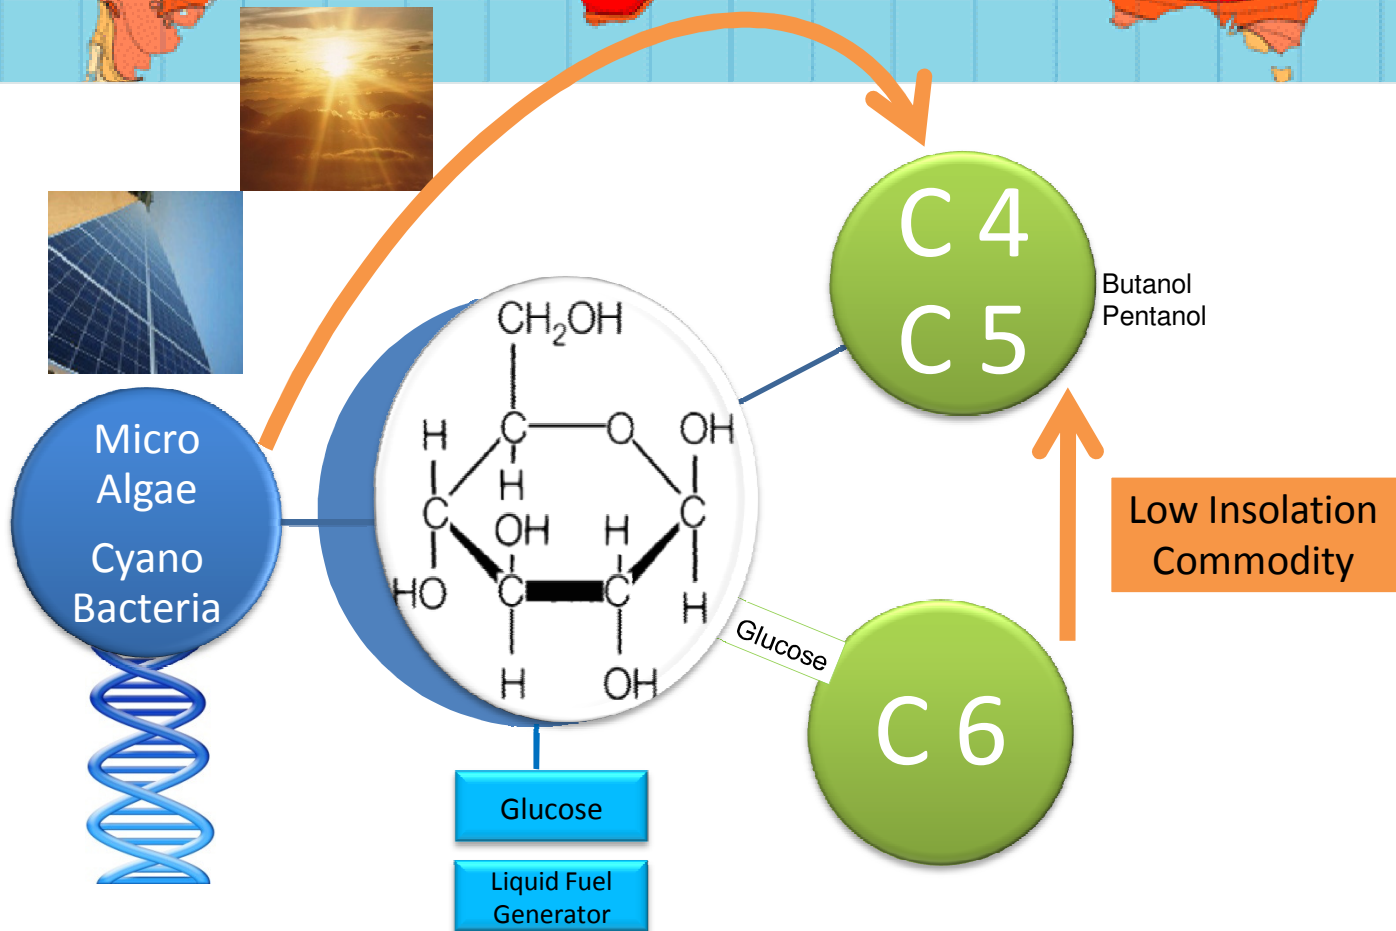 C 4
C 5
Butanol
Pentanol
CH2OH
H
C
O
OH
H
C
OH
H
C
HO
C
C
H
H
OH
Micro
Algae
Cyano
Bacteria
Low Insolation
Commodity
Glucose
C 6
Glucose
Liquid Fuel
Generator